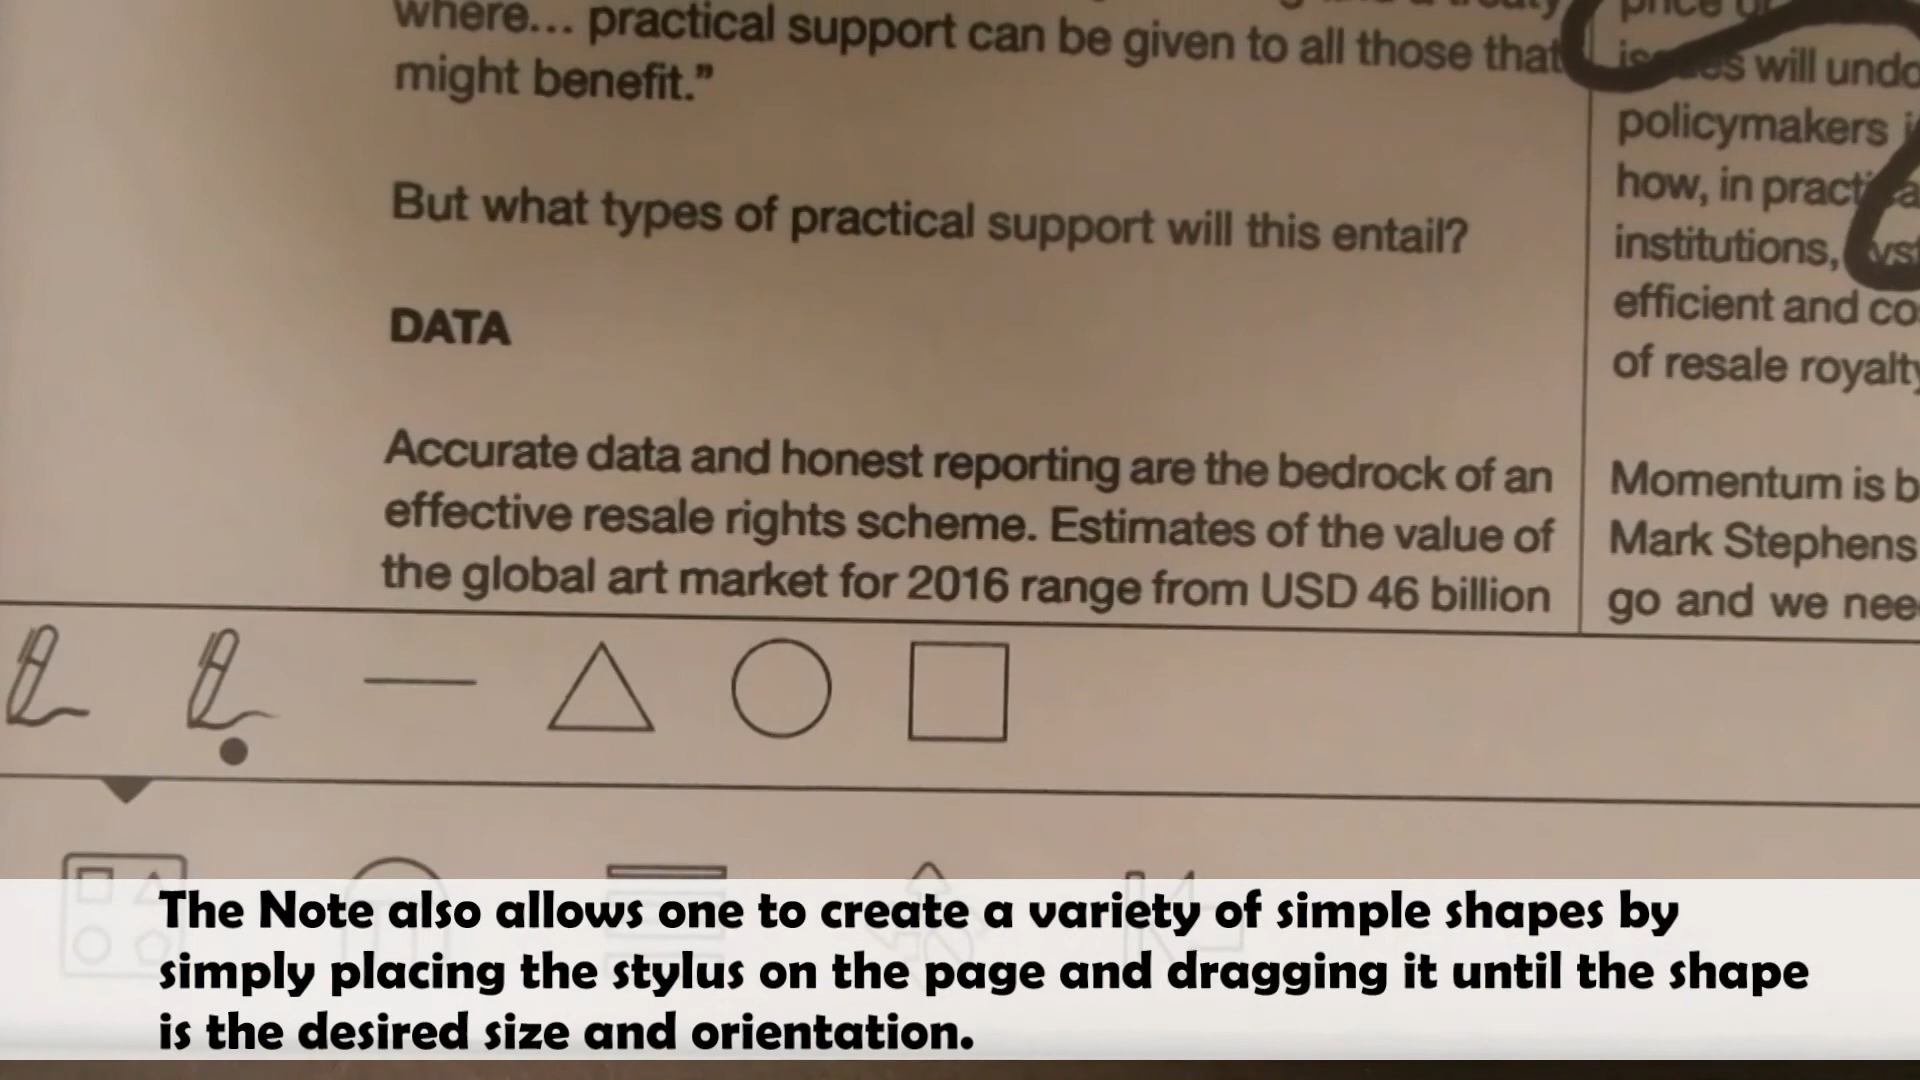 where... practical support can be given to all those that
might benefit.”
But what types of practical support will this entail?
DATA
Accurate data and honest reporting are the bedrock of an
effective resale rights scheme. Estimates of the value of
the global art market for 2016 range from USD 46 billion
will
policymakers
how, in
institutions,
efficient and
of resale
Momentum is
Mark Stephens
go and we
The Note also allows one to create a variety of simple shapes by
simply placing the stylus on the page and dragging it until the shape
is the desired size and orientation.